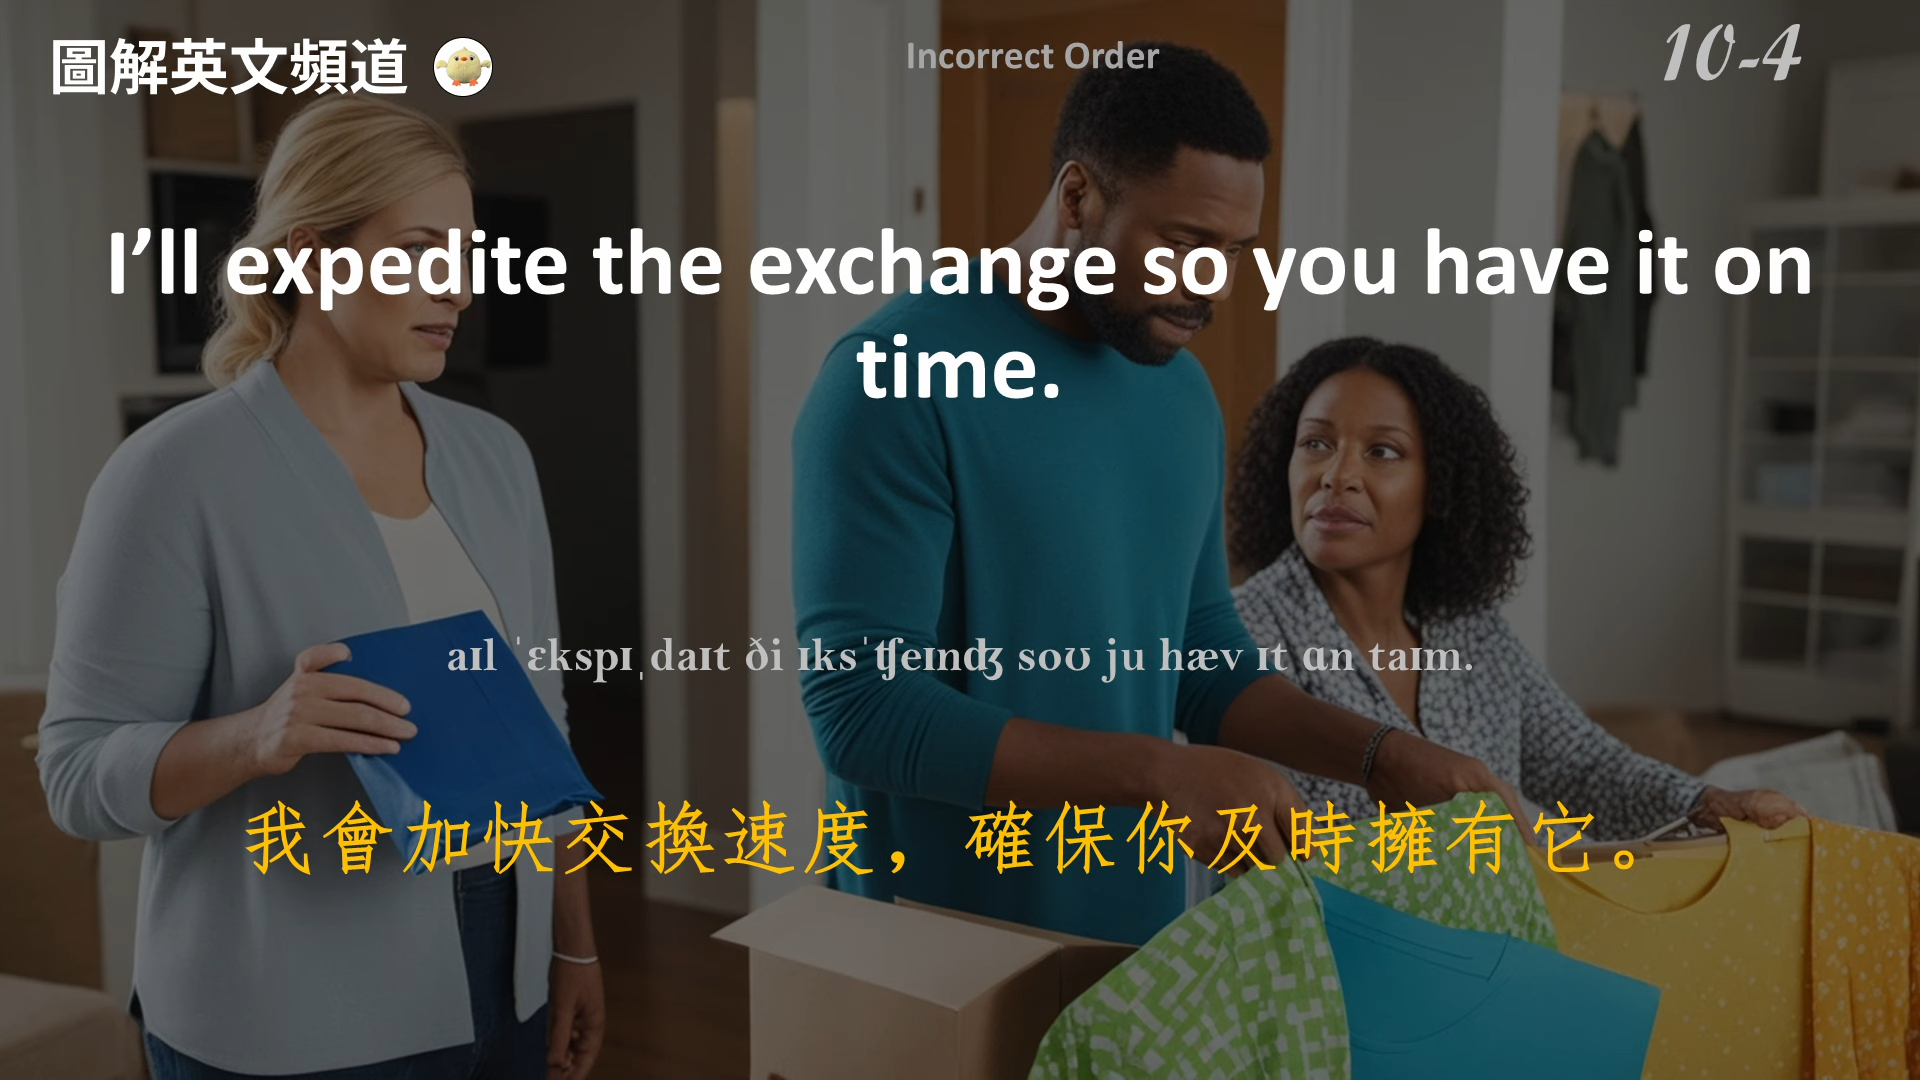 圖解英文頻道
Incorrect Order
10-4
I’ll expedite the exchange so you have it on
time.
aɪl ˈɛkspɪˌdaɪt ði ɪksˈʧeɪnʤ soʊ ju hæv ɪt ɑn taɪm.
我會加快交換速度，確保你及時擁有它。